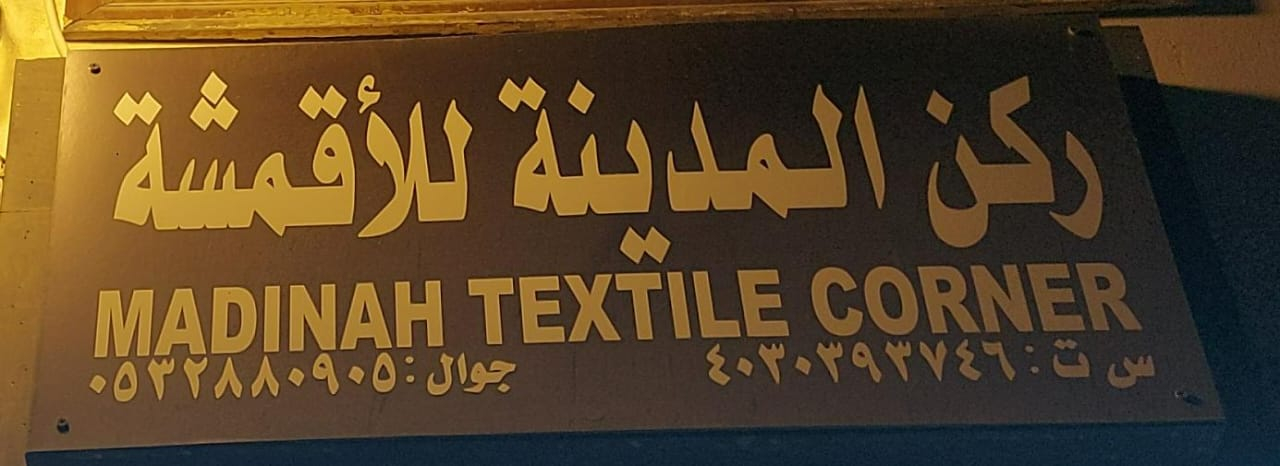 ركن المدينة للأقمشة
MADINAH TEXTILE CORNER
س ت : ٤٠٣٠٣٩٣٧٤٦ جوال : ٠٥٣٢٨٨٠٩٠٥